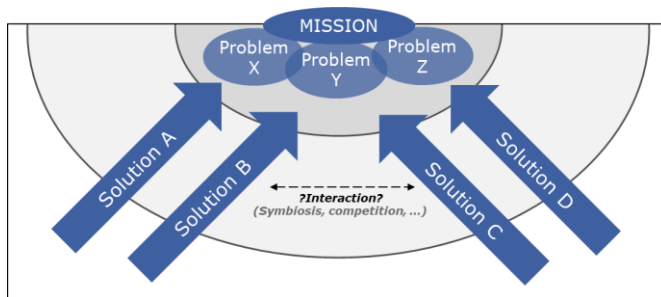 MISSION
Problem
X
Problem
Y
Problem
Z
Solution A
Solution B
Solution C
Solution D
?Interaction?
(Symbiosis, competition, ...)